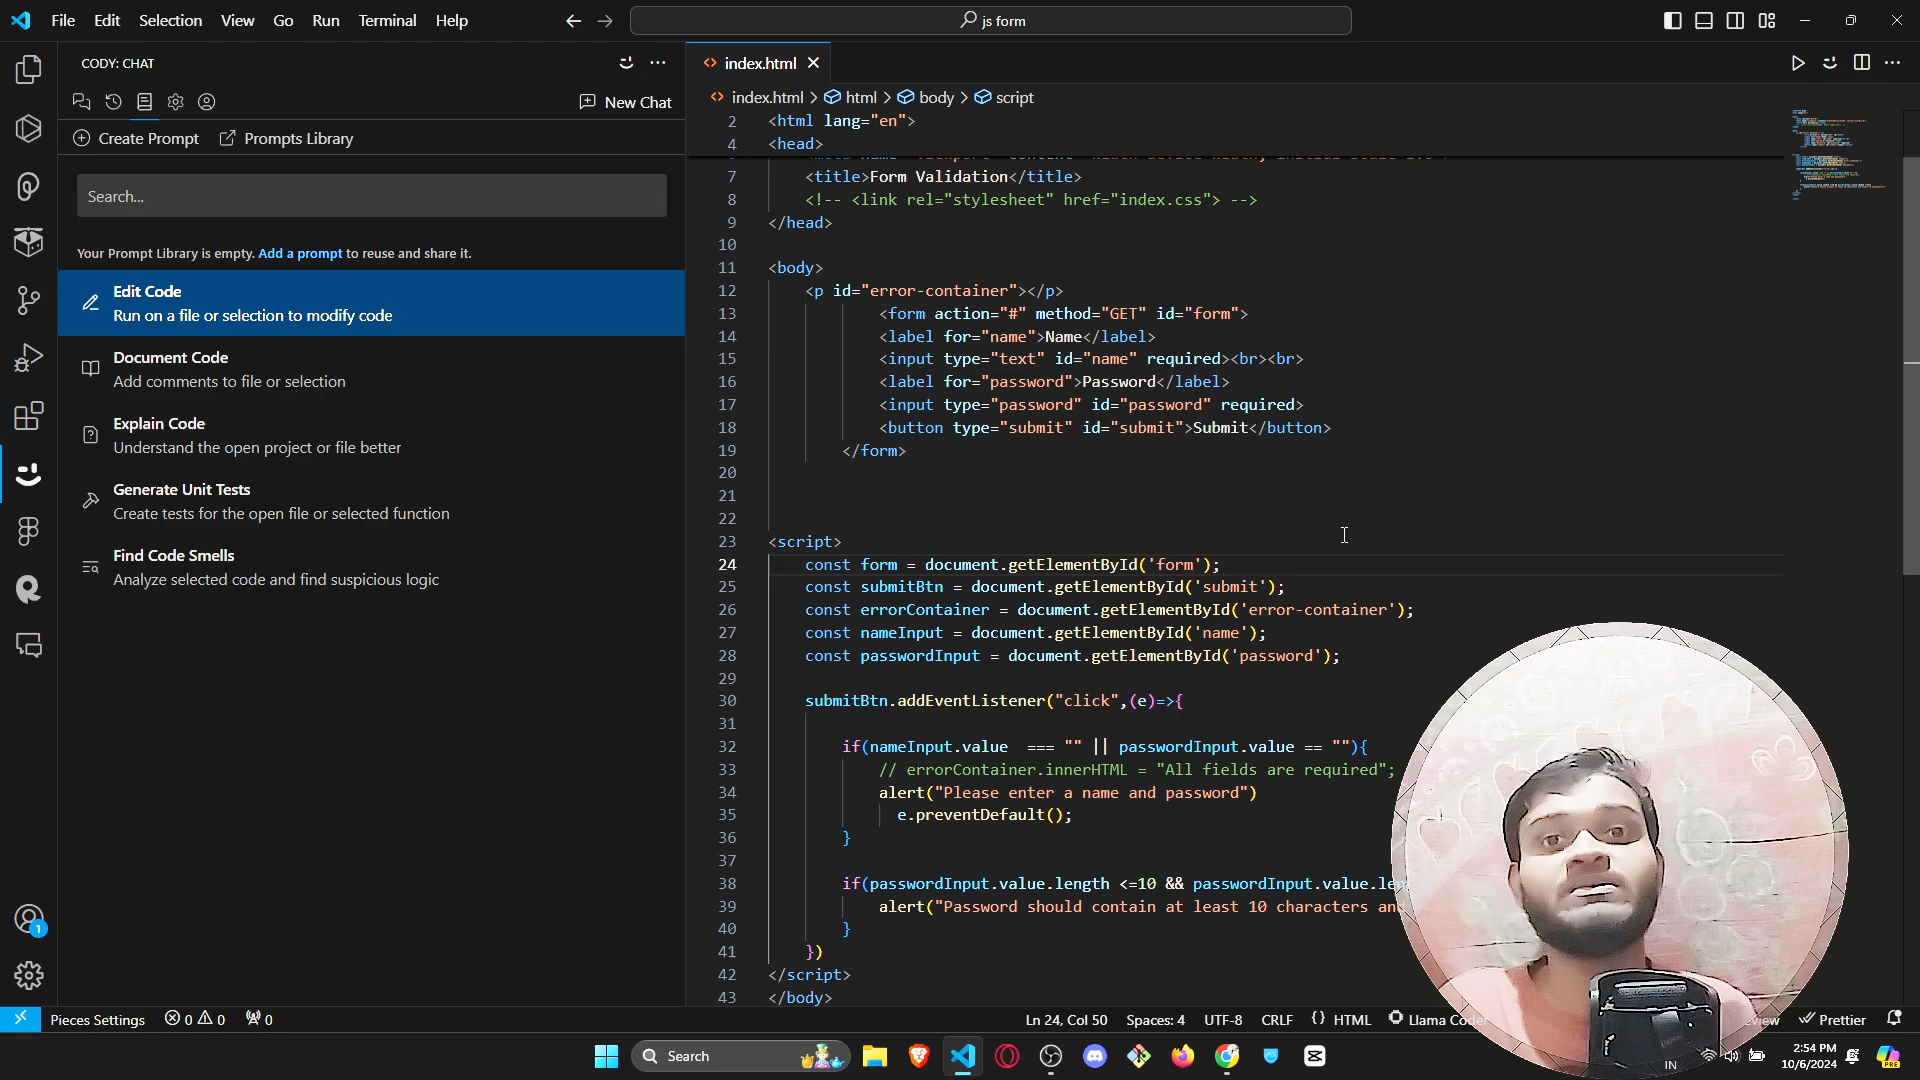 File Edit Selection View Go Run Terminal Help
js form
CODY: CHAT
New Chat
Create Prompt Prompts Library
Search...
Your Prompt Library is empty. Add a prompt to reuse and share it.
Edit Code
Run on a file or selection to modify code
Document Code
Add comments to file or selection
Explain Code
Understand the open project or file better
Generate Unit Tests
Create tests for the open file or selected function
Find Code Smells
Analyze selected code and find suspicious logic
index.html
index.html > html > body > script
2 <html lang="en">
4 <head>
7 <title>Form Validation</title>
8 <!-- <link rel="stylesheet" href="index.css"> -->
9 </head>
10
11 <body>
12 <p id="error-container"></p>
13 <form action="#" method="GET" id="form">
14 <label for="name">Name</label>
15 <input type="text" id="name" required><br><br>
16 <label for="password">Password</label>
17 <input type="password" id="password" required>
18 <button type="submit" id="submit">Submit</button>
19 </form>
20
21
22
23 <script>
24 const form = document.getElementById('form');
25 const submitBtn = document.getElementById('submit');
26 const errorContainer = document.getElementById('error-container');
27 const nameInput = document.getElementById('name');
28 const passwordInput = document.getElementById('password');
29
30 submitBtn.addEventListener("click",(e)=>{
31
32 if(nameInput.value  === "" || passwordInput.value == ""){
33 // errorContainer.innerHTML = "All fields are required";
34 alert("Please enter a name and password")
35 e.preventDefault();
36 }
37
38 if(passwordInput.value.length <=10 && passwordInput.value.len
39 alert("Password should contain at least 10 characters and
40 }
41 })
42 </script>
43 </body>
1
Pieces Settings 0 0 0 Ln 24, Col 50 Spaces: 4 UTF-8 CRLF {} HTML Llama Coder Prettier
Search
IN
2:54 PM
10/6/2024
PRE